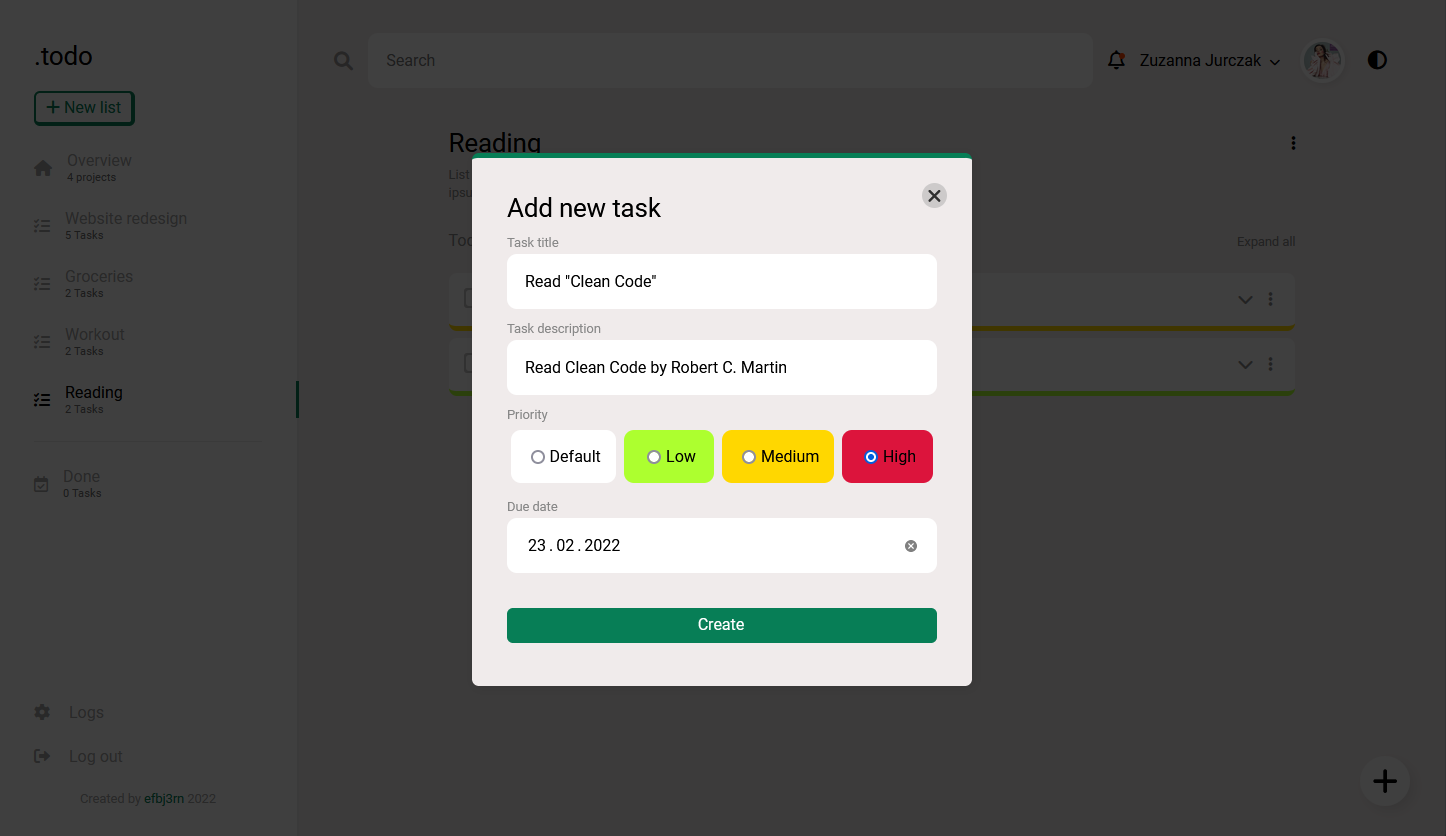 .todo
New list
Overview
4 projects
Website redesign
5 Tasks
Groceries
2 Tasks
Workout
2 Tasks
Reading
2 Tasks
Done
0 Tasks
Logs
Log out
Created by efbj3rn 2022
Search
Zuzanna Jurczak
Reading
List
ipsu
Expand all
Add new task
Task title
Read "Clean Code"
Task description
Read Clean Code by Robert C. Martin
Priority
Default
Low
Medium
High
Due date
23.02.2022
Create